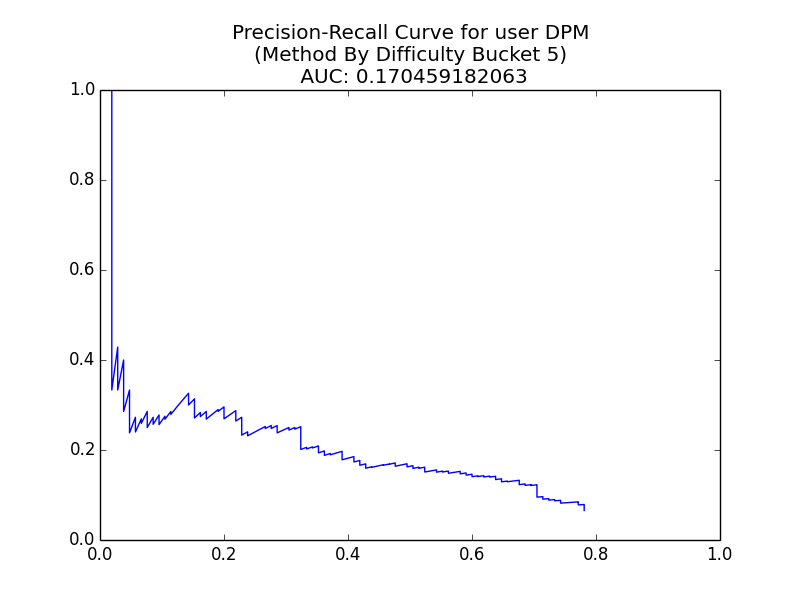 Precision-Recall Curve for user DPM
(Method By Difficulty Bucket 5)
AUC: 0.170459182063
1.0
0.8
0.6
0.4
0.2
0.0
0.0 0.2 0.4 0.6 0.8 1.0